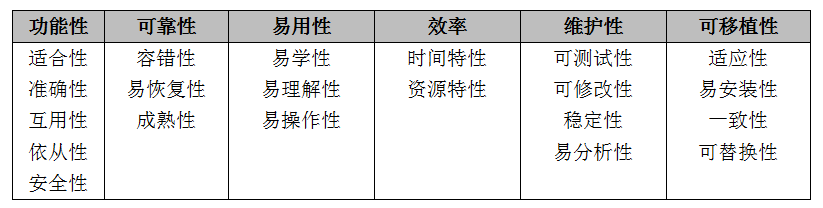 功能性 可靠性 易用性 效率 维护性 可移植性
适合性 容错性 易学性 时间特性 可测试性 适应性
准确性 易恢复性 易理解性 资源特性 可修改性 易安装性
互用性 成熟性 易操作性 稳定性 一致性
依从性 易分析性 可替换性
安全性